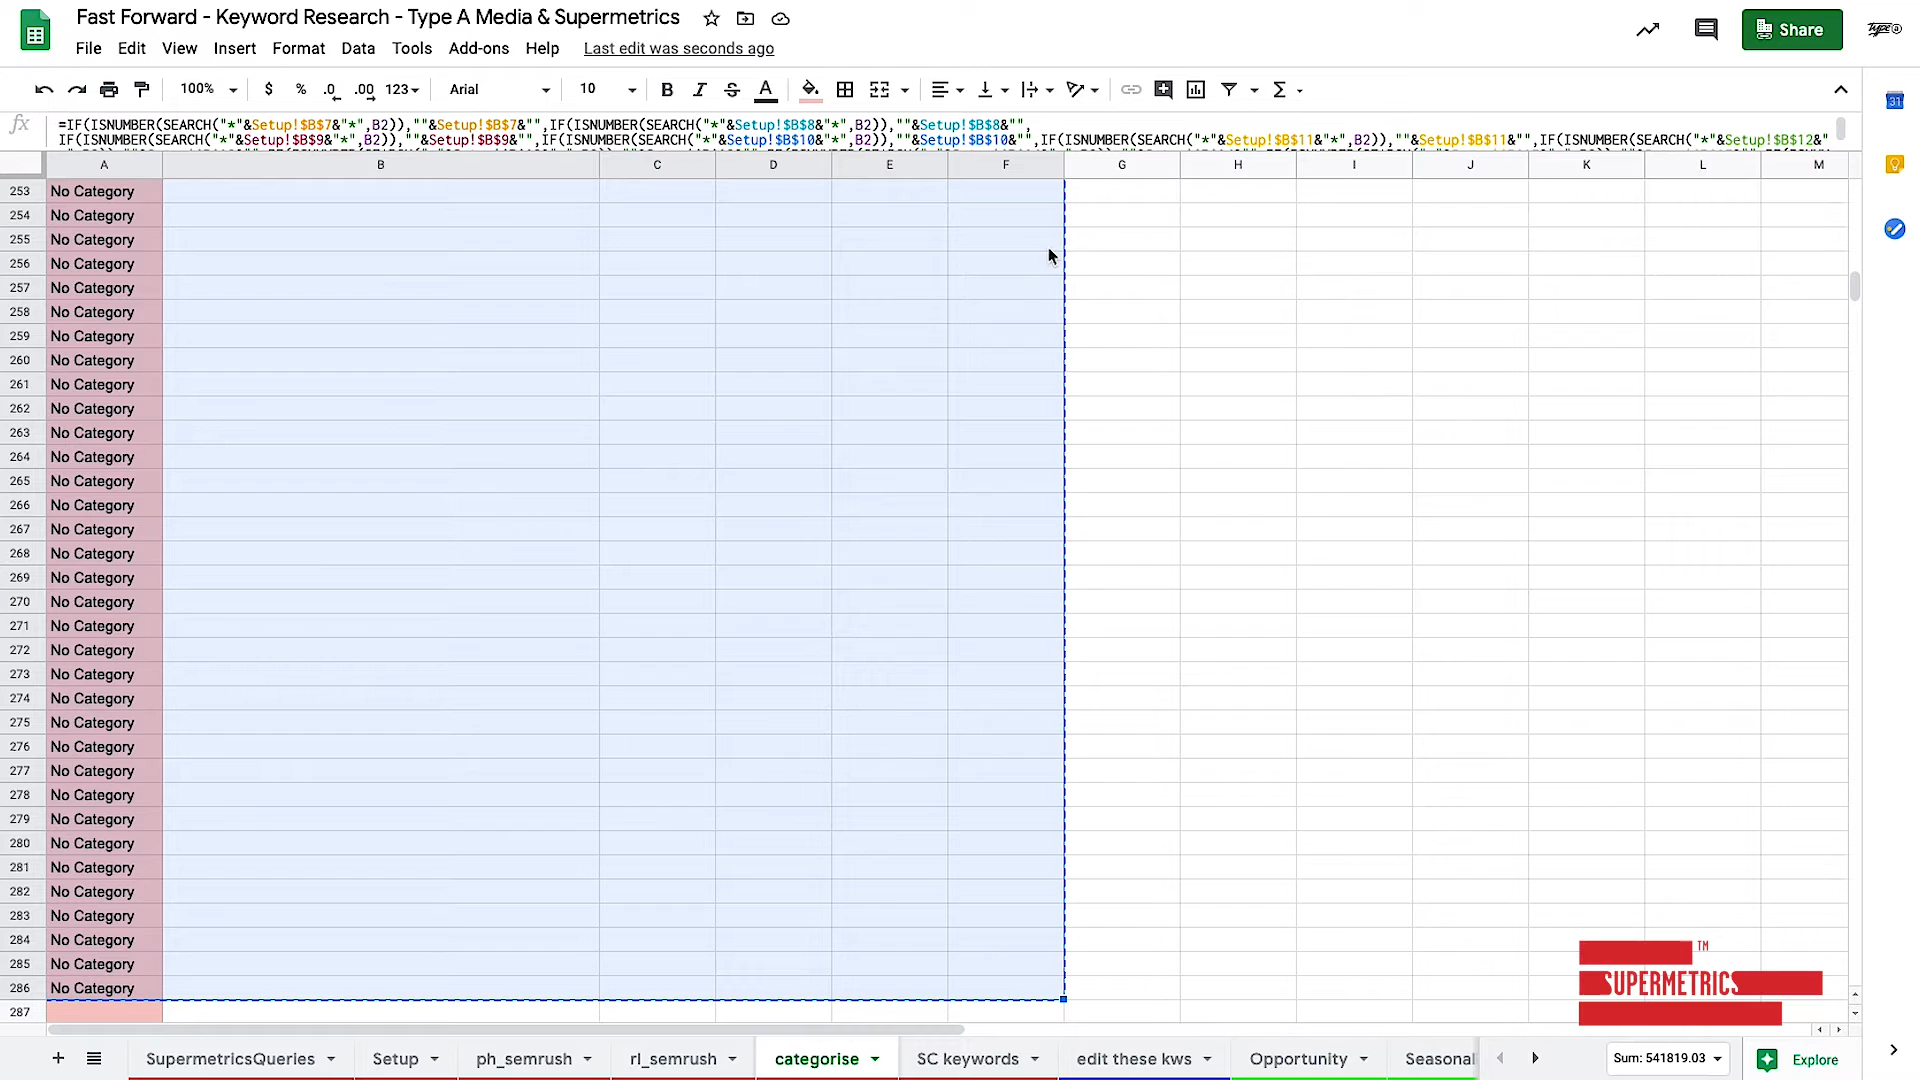 Fast Forward - Keyword Research - Type A Media & Supermetrics
File Edit View Insert Format Data Tools Add-ons Help Last edit was seconds ago
Share
100% $ % .0 .00 123 Arial 10 B I S A
=IF(ISNUMBER(SEARCH("*"&Setup!$B$7&"*",B2)),""&Setup!$B$7&"",IF(ISNUMBER(SEARCH("*"&Setup!$B$8&"*",B2)),""&Setup!$B$8&"",
IF(ISNUMBER(SEARCH("*"&Setup!$B$9&"*",B2)),""&Setup!$B$9&"",IF(ISNUMBER(SEARCH("*"&Setup!$B$10&"*",B2)),""&Setup!$B$10&"",IF(ISNUMBER(SEARCH("*"&Setup!$B$11&"*",B2)),""&Setup!$B$11&"",IF(ISNUMBER(SEARCH("*"&Setup!$B$12&"
A B C D E F G H I J K L M
253 No Category
254 No Category
255 No Category
256 No Category
257 No Category
258 No Category
259 No Category
260 No Category
261 No Category
262 No Category
263 No Category
264 No Category
265 No Category
266 No Category
267 No Category
268 No Category
269 No Category
270 No Category
271 No Category
272 No Category
273 No Category
274 No Category
275 No Category
276 No Category
277 No Category
278 No Category
279 No Category
280 No Category
281 No Category
282 No Category
283 No Category
284 No Category
285 No Category
286 No Category
287
TM
SUPERMETRICS
SupermetricsQueries Setup ph_semrush rl_semrush categorise SC keywords edit these kws Opportunity Seasonal Sum: 541819.03 Explore